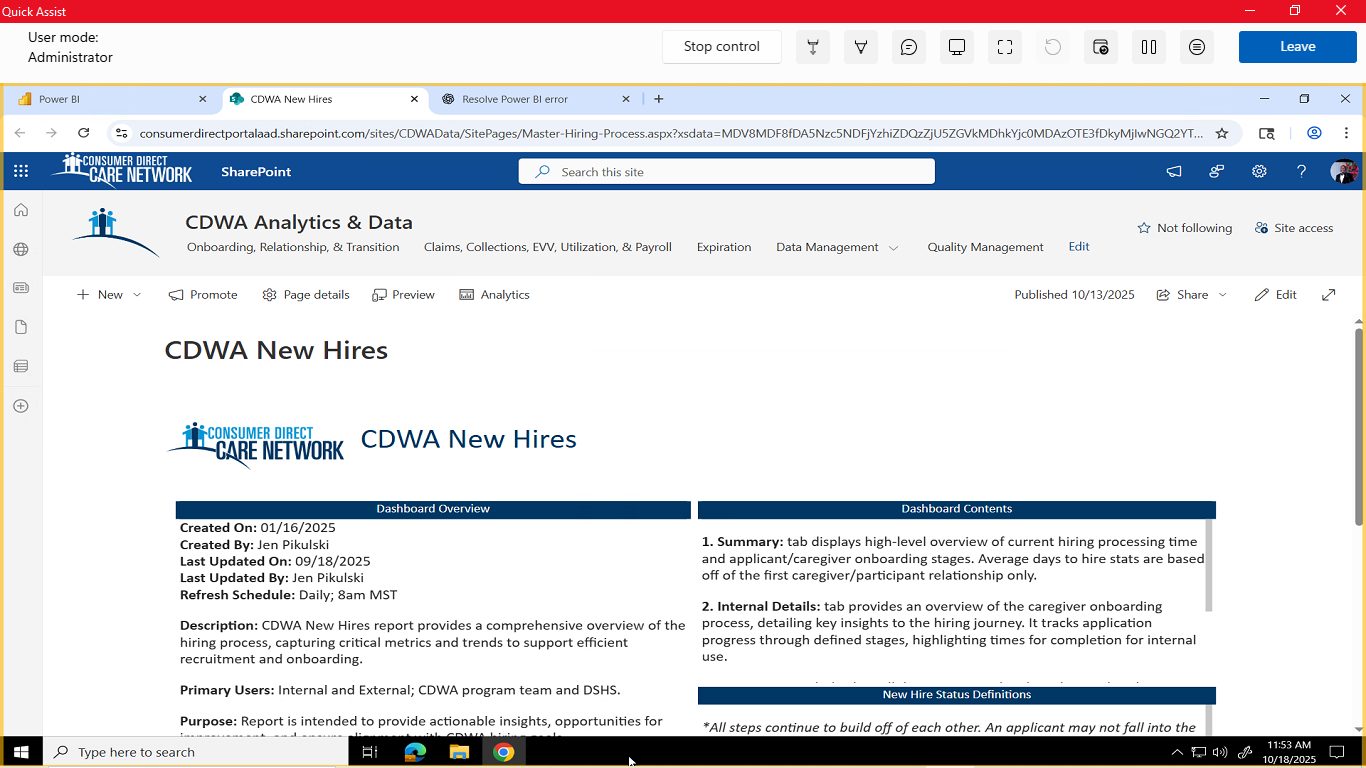 Quick Assist
User mode:
Administrator
Stop control
Leave
Power BI
CDWA New Hires
Resolve Power BI error
consumerdirectportalaad.sharepoint.com/sites/CDWAData/SitePages/Master-Hiring-Process.aspx?xsdata=MDV8MDF8fDA5Nzc5NDFjYzhiZDQzZjU5ZGVkMDhkYjc0MDAzOTE3fDkyMjIwNGQ2YT...
CONSUMER DIRECT
CARE NETWORK
SharePoint
Search this site
CDWA Analytics & Data
Onboarding, Relationship, & Transition
Claims, Collections, EVV, Utilization, & Payroll
Expiration
Data Management
Quality Management
Edit
Not following
Site access
New
Promote
Page details
Preview
Analytics
Published 10/13/2025
Share
Edit
CDWA New Hires
CONSUMER DIRECT
CARE NETWORK
CDWA New Hires
Dashboard Overview
Created On: 01/16/2025
Created By: Jen Pikulski
Last Updated On: 09/18/2025
Last Updated By: Jen Pikulski
Refresh Schedule: Daily; 8am MST
Description: CDWA New Hires report provides a comprehensive overview of the
hiring process, capturing critical metrics and trends to support efficient
recruitment and onboarding.
Primary Users: Internal and External; CDWA program team and DSHS.
Purpose: Report is intended to provide actionable insights, opportunities for
Dashboard Contents
1. Summary: tab displays high-level overview of current hiring processing time
and applicant/caregiver onboarding stages. Average days to hire stats are based
off of the first caregiver/participant relationship only.
2. Internal Details: tab provides an overview of the caregiver onboarding
process, detailing key insights to the hiring journey. It tracks application
progress through defined stages, highlighting times for completion for internal
use.
New Hire Status Definitions
*All steps continue to build off of each other. An applicant may not fall into the
Type here to search
11:53 AM
10/18/2025